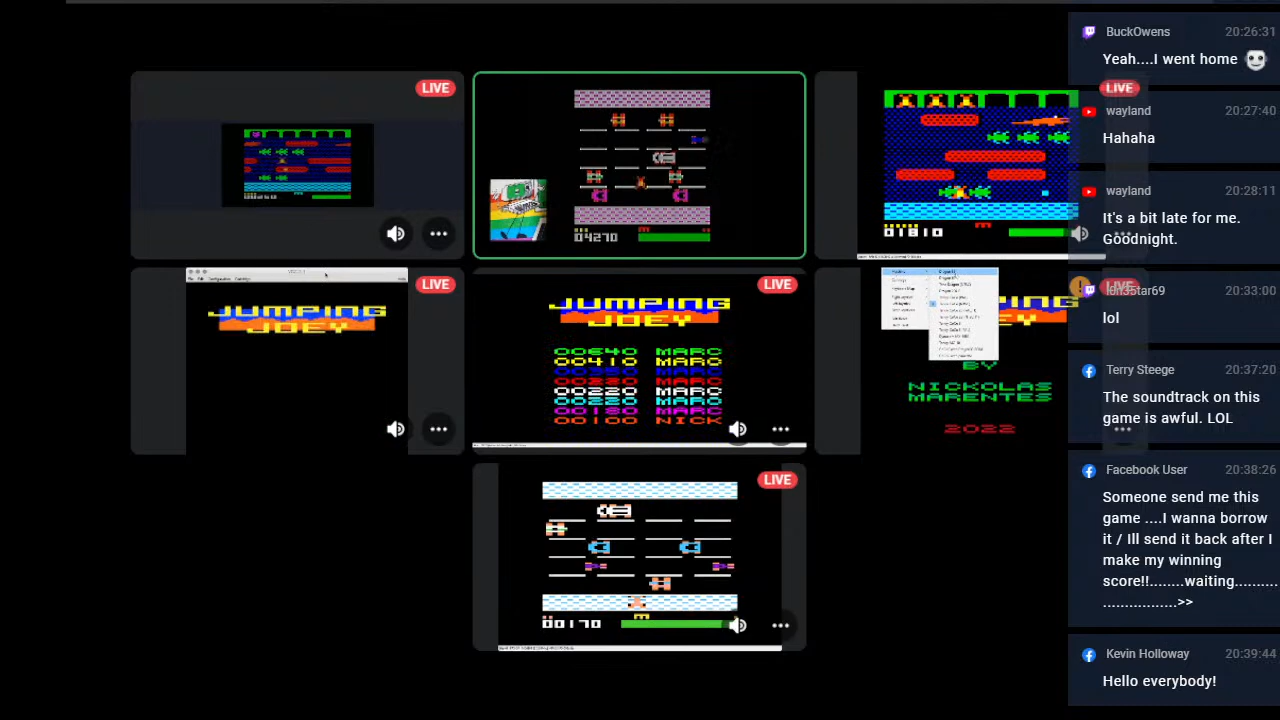 LIVE
04270
01810
LIVE
LIVE
JUMPING
JOEY
LIVE
JUMPING
JOEY
00640 MARC
00410 MARC
00350 MARC
00220 MARC
00220 MARC
00220 MARC
00180 MARC
00100 NICK
LIVE
BY
NICKOLAS
MARENTES
2022
LIVE
LIVE
00170
BuckOwens 20:26:31
Yeah....I went home
wayland 20:27:40
Hahaha
rayland 20:28:11
It's a bit late for me.
Goodnight.
2:33:00
lol
Terry Steege 20:37:20
The soundtrack on this
game is awful. LOL
Facebook User 20:38:26
Someone send me this
game ....I wanna borrow
it / Ill send it back after I
make my winning
score!!.......waiting..........
..................>>
Kevin Holloway 20:39:44
Hello everybody!